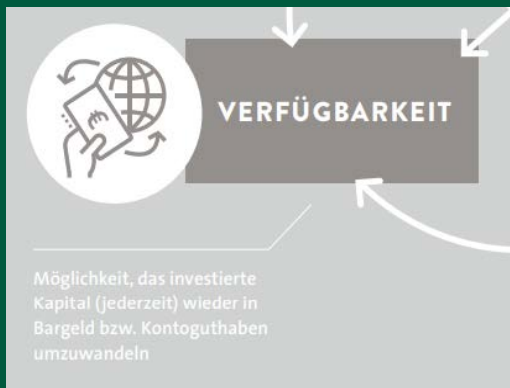 VERFÜGBARKEIT
Möglichkeit, das investierte
Kapital (jederzeit) wieder in
Bargeld bzw. Kontoguthaben
umzuwandeln